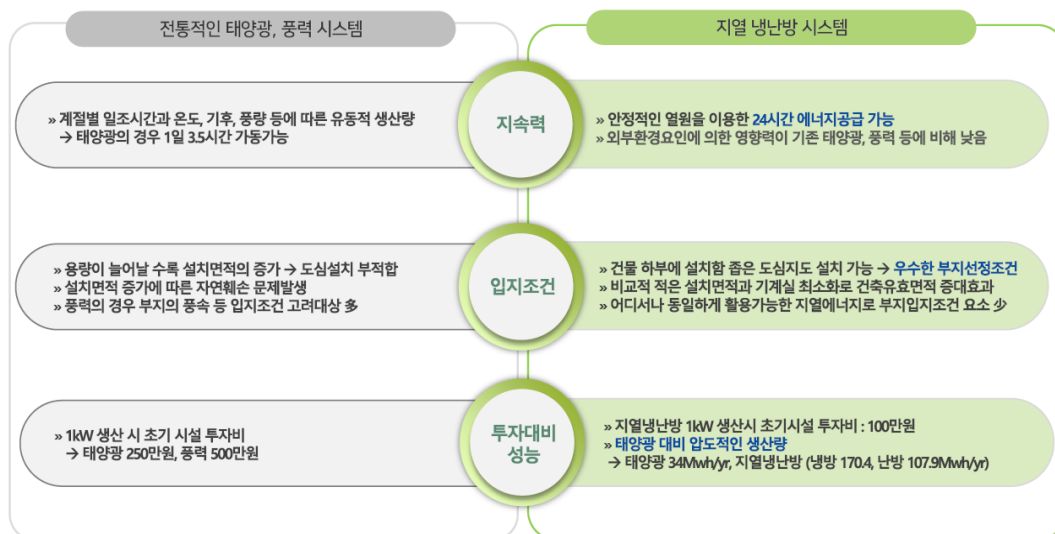 전통적인 태양광, 풍력 시스템
지열 냉난방 시스템
» 계절별 일조시간과 온도, 기후, 풍량 등에 따른 유동적 생산량
→ 태양광의 경우 1일 3.5시간 가동가능
지속력
» 안정적인 열원을 이용한 24시간 에너지공급 가능
» 외부환경요인에 의한 영향력이 기존 태양광, 풍력 등에 비해 낮음
» 용량이 늘어날 수록 설치면적의 증가 → 도심설치 부적합
» 설치면적 증가에 따른 자연훼손 문제발생
» 풍력의 경우 부지의 풍속 등 입지조건 고려대상 多
입지조건
» 건물 하부에 설치함 좁은 도심지도 설치 가능 → 우수한 부지선정조건
» 비교적 적은 설치면적과 기계실 최소화로 건축유효면적 증대효과
» 어디서나 동일하게 활용가능한 지열에너지로 부지입지조건 요소 少
» 1kW 생산 시 초기 시설 투자비
→ 태양광 250만원, 풍력 500만원
투자대비
성능
» 지열냉난방 1kW 생산시 초기시설 투자비 : 100만원
» 태양광 대비 압도적인 생산량
→ 태양광 34Mwh/yr, 지열냉난방 (냉방 170.4, 난방 107.9Mwh/yr)